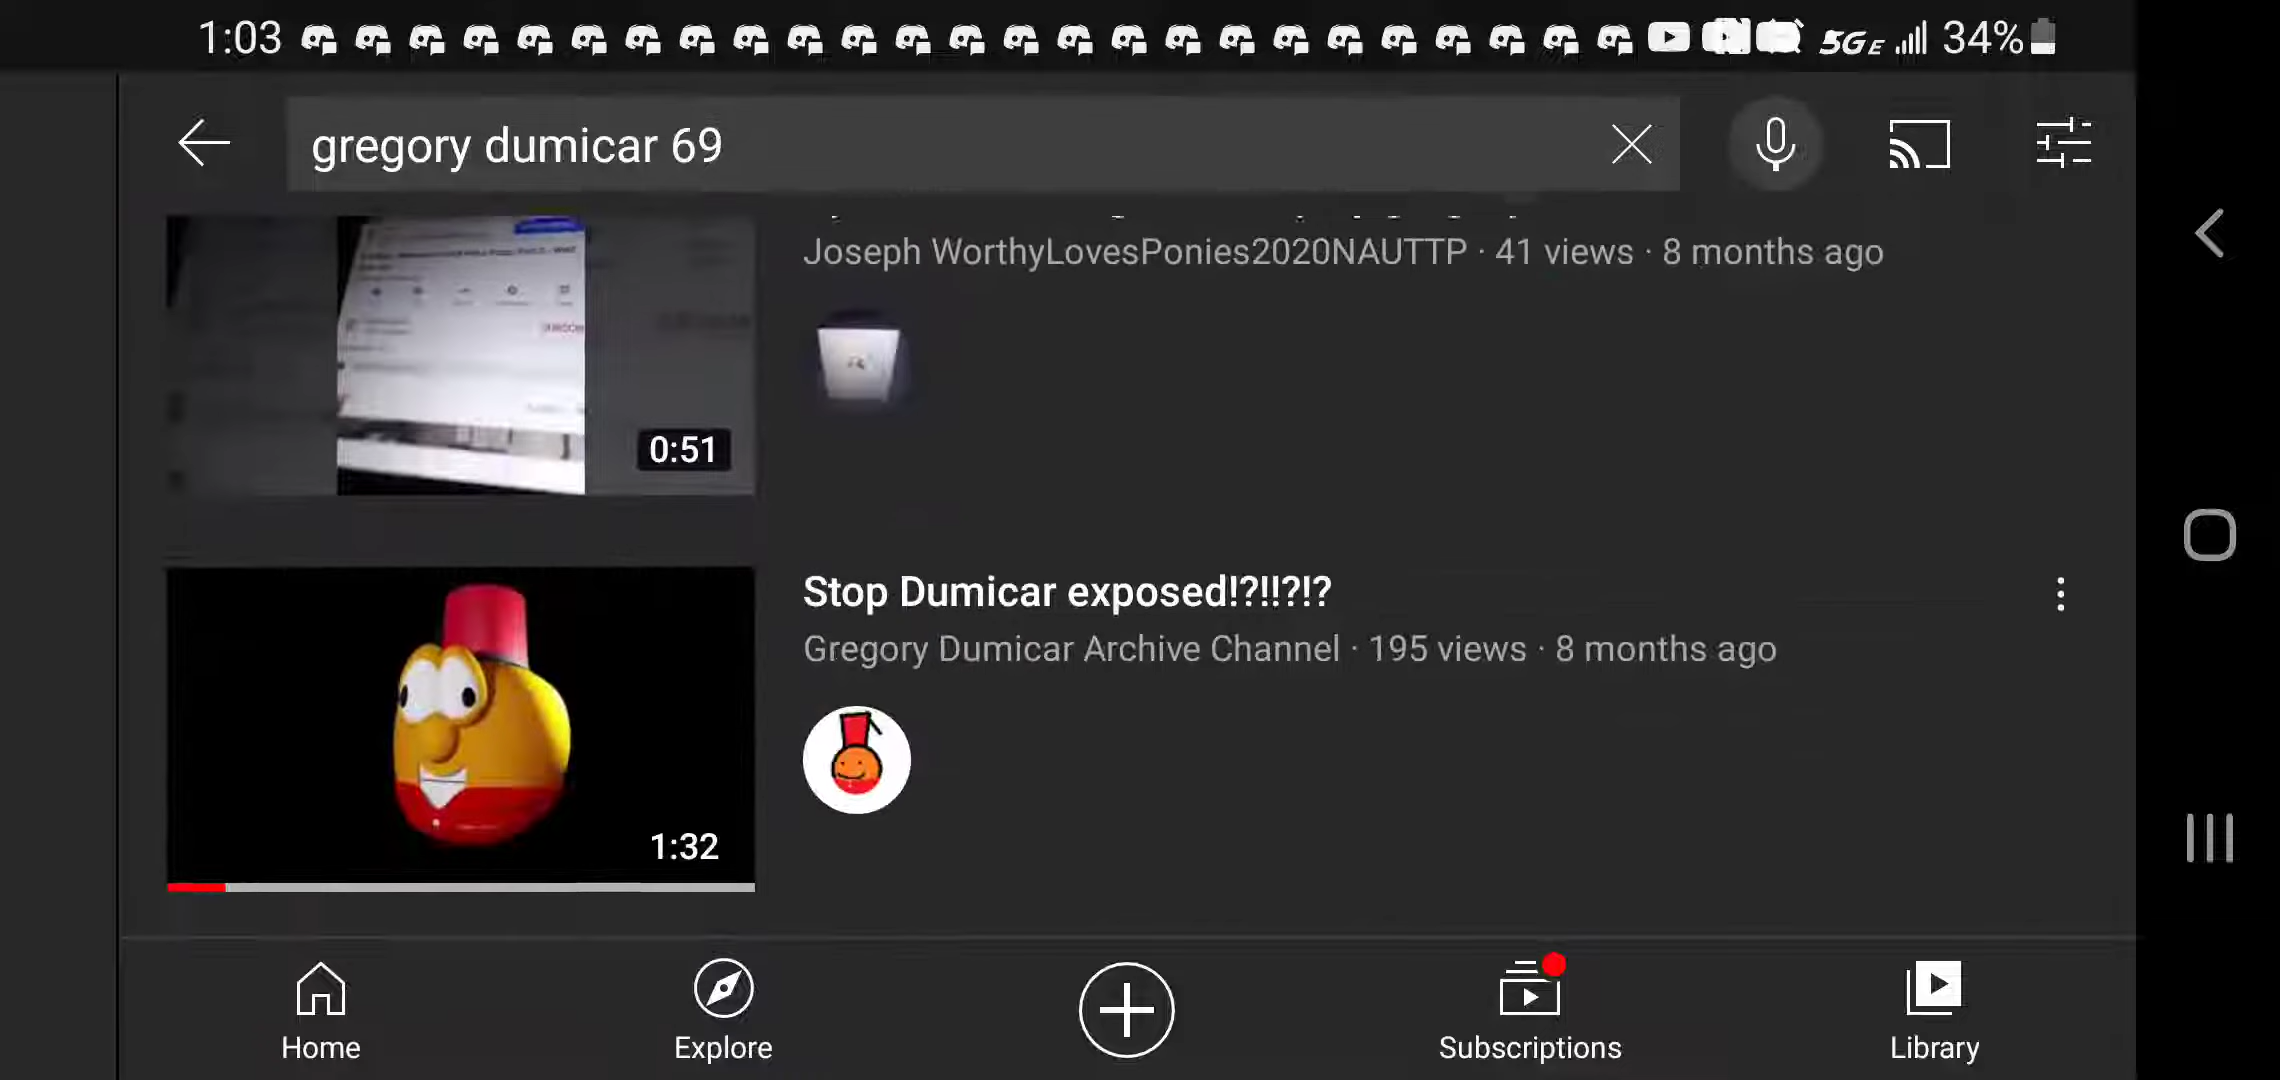 1:03 5GE 34%
gregory dumicar 69
Joseph WorthyLovesPonies2020NAUTTP · 41 views · 8 months ago
0:51
Stop Dumicar exposed!?!!?!?
Gregory Dumicar Archive Channel · 195 views · 8 months ago
1:32
Home Explore Subscriptions Library